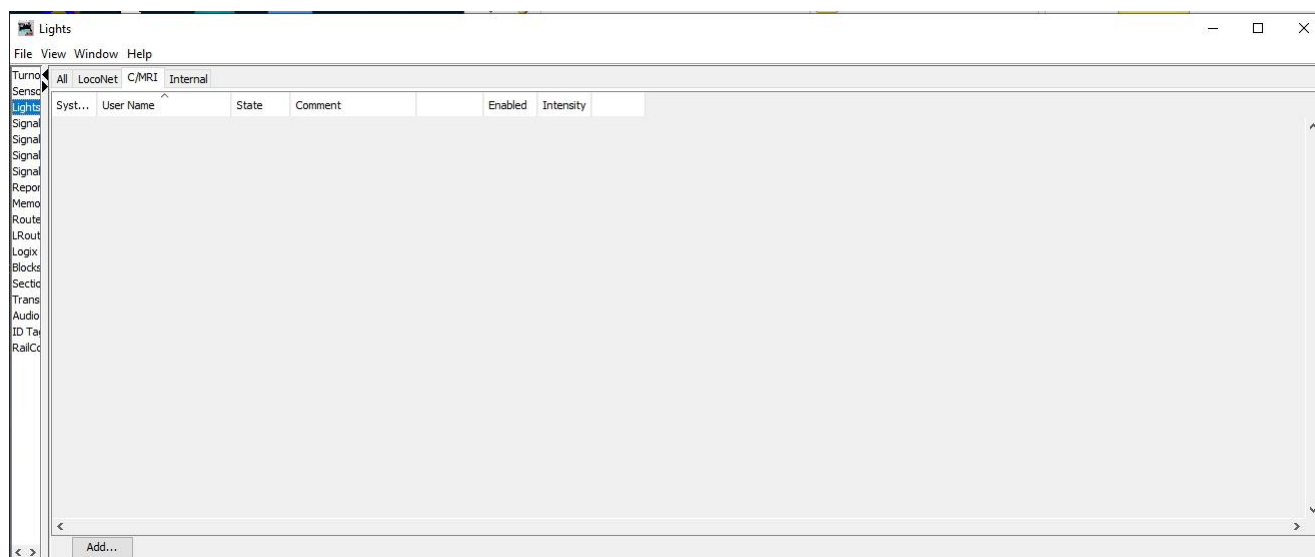 Lights
File View Window Help
All LocoNet C/MRI Internal
Syst... User Name State Comment Enabled Intensity
Turno
Senso
Lights
Signal
Signal
Signal
Signal
Repor
Memo
Route
LRout
Logix
Blocks
Sectio
Trans
Audio
ID Ta
RailCo
Add...